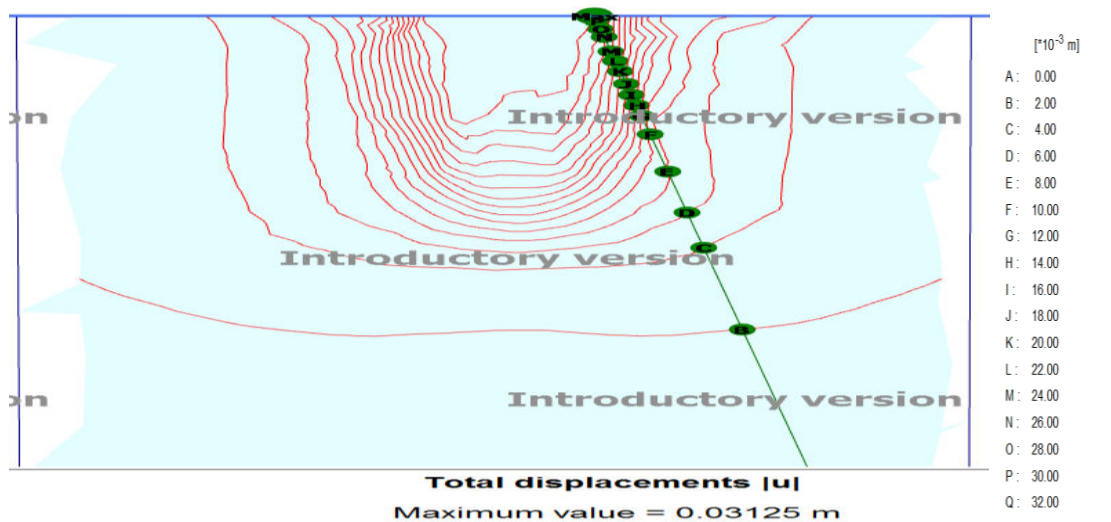 Max
P
O
N
M
L
K
J
I
H
F
E
D
C
B
on Introductory version
Introductory version
on Introductory version
[*10-3 m]
A : 0.00
B : 2.00
C : 4.00
D : 6.00
E : 8.00
F : 10.00
G : 12.00
H : 14.00
I : 16.00
J : 18.00
K : 20.00
L : 22.00
M : 24.00
N : 26.00
O : 28.00
P : 30.00
Q : 32.00
Total displacements |u|
Maximum value = 0.03125 m